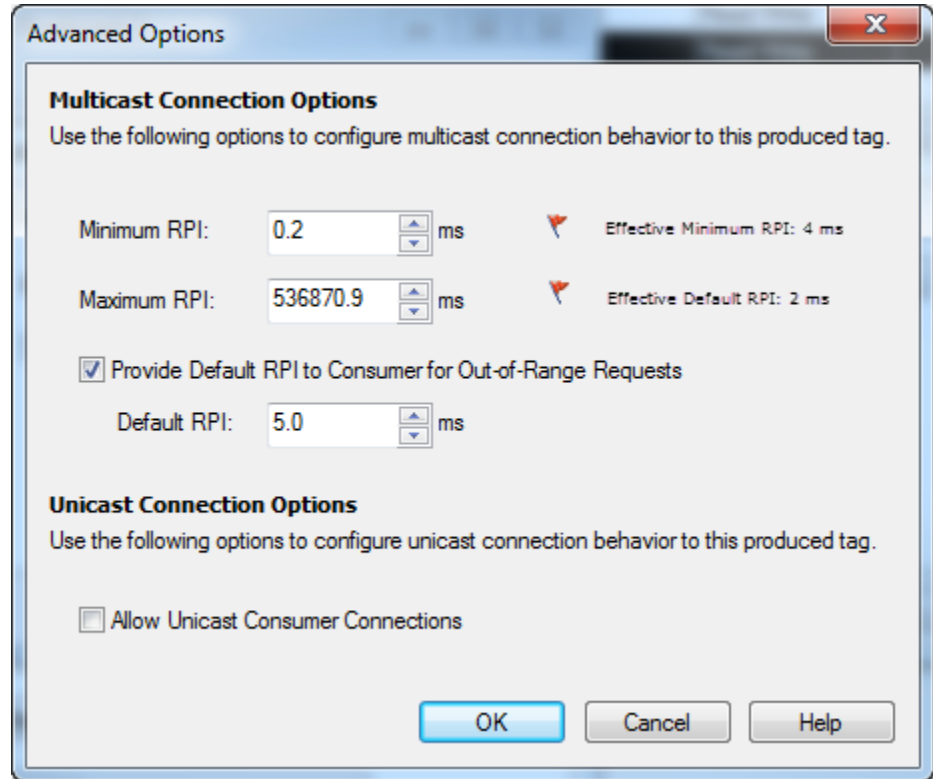 Advanced Options
Multicast Connection Options
Use the following options to configure multicast connection behavior to this produced tag.
Minimum RPI: 0.2 ms Effective Minimum RPI: 4 ms
Maximum RPI: 536870.9 ms Effective Default RPI: 2 ms
Provide Default RPI to Consumer for Out-of-Range Requests
Default RPI: 5.0 ms
Unicast Connection Options
Use the following options to configure unicast connection behavior to this produced tag.
Allow Unicast Consumer Connections
OK Cancel Help